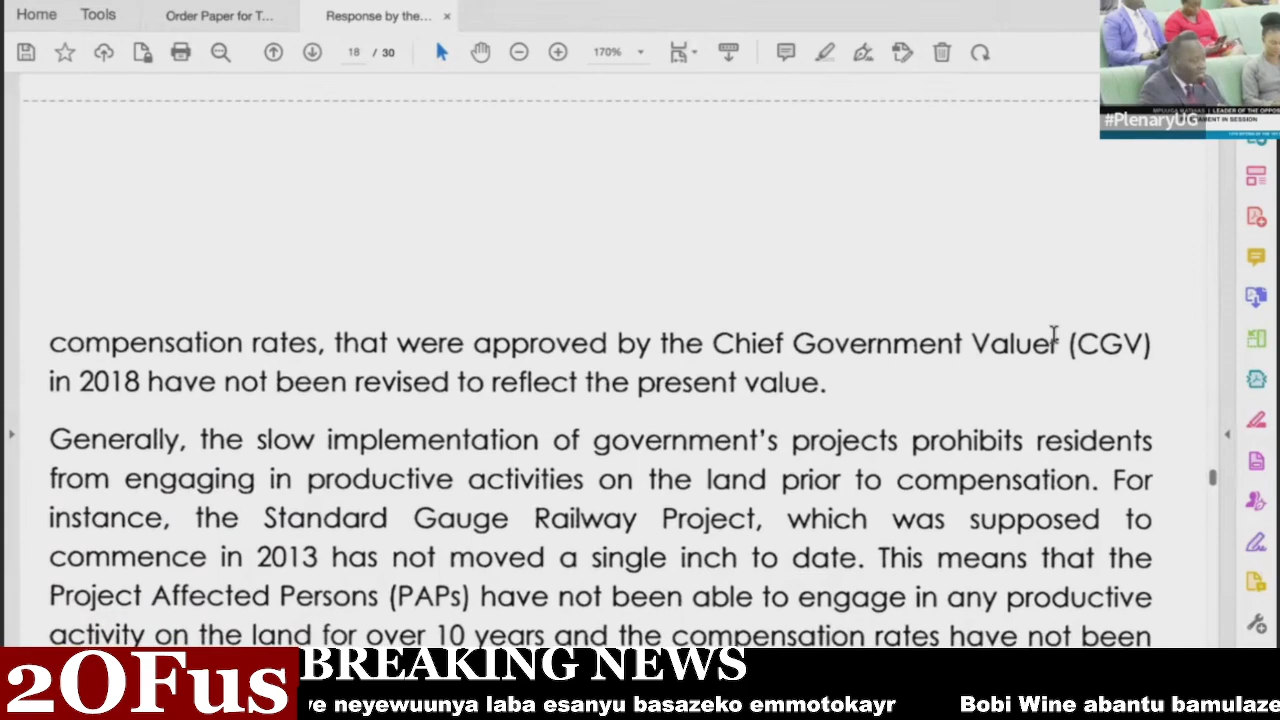 Home Tools Order Paper for T... Response by the... ×
18 / 30 170%
#PlenaryUG
compensation rates, that were approved by the Chief Government Valuer (CGV)
in 2018 have not been revised to reflect the present value.
Generally, the slow implementation of government's projects prohibits residents
from engaging in productive activities on the land prior to compensation. For
instance, the Standard Gauge Railway Project, which was supposed to
commence in 2013 has not moved a single inch to date. This means that the
Project Affected Persons (PAPs) have not been able to engage in any productive
activity on the land for over 10 years and the compensation rates have not been
2OFus
BREAKING NEWS
neyewuunya laba esanyu basazeko emmotokayr Bobi Wine abantu bamulaze